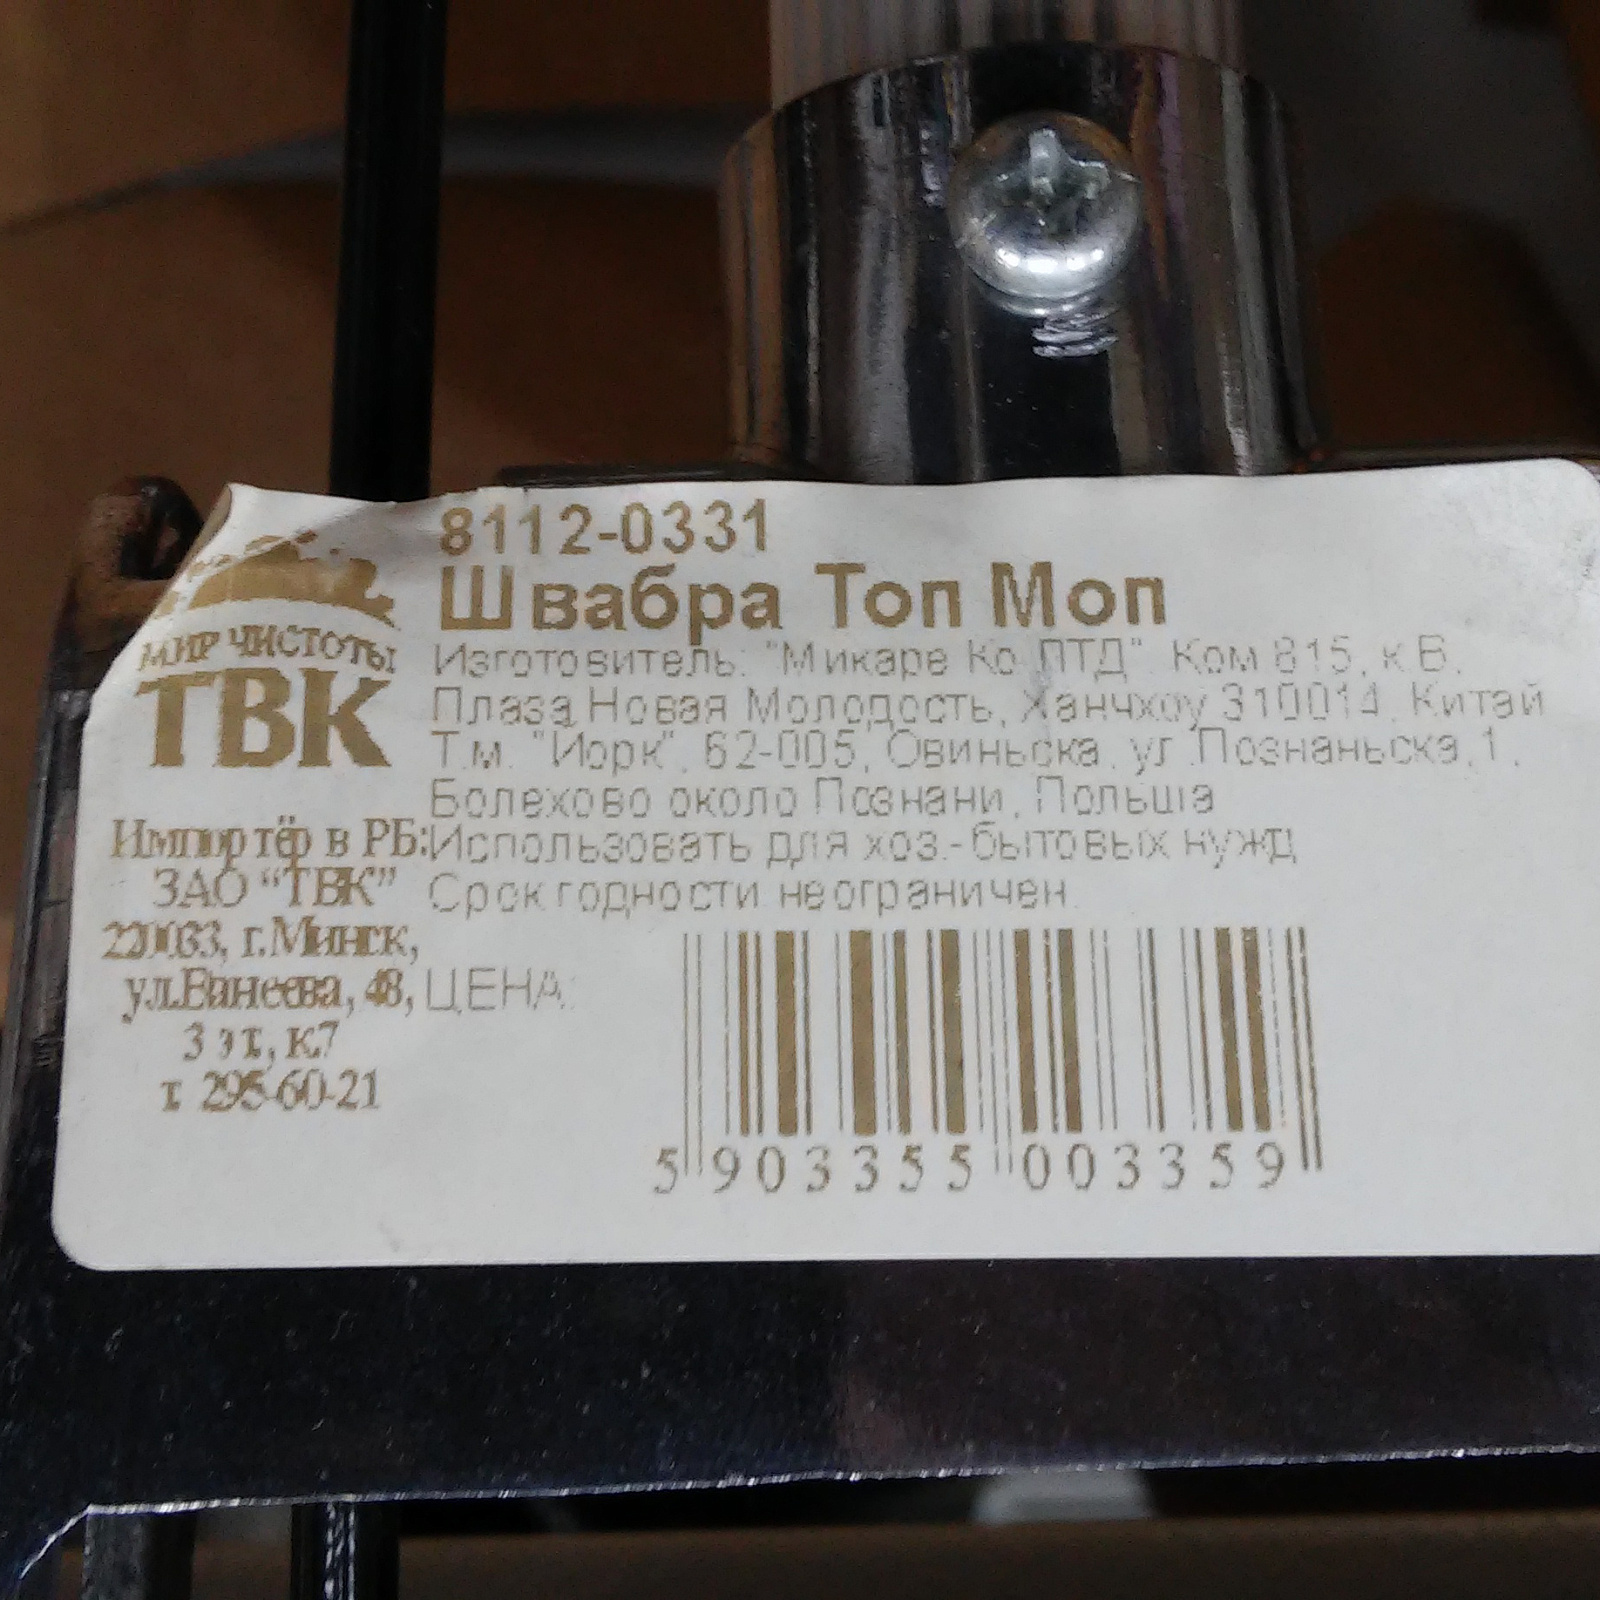 8112-0331
Швабра Топ Моп
МИР ЧИСТОТЫ
ТВК
Изготовитель: "Микаре Ко ЛТД". Ком 815, к В,
Плаза Новая Молодость, Ханчхоу 310014, Китай
Т.м. "Йорк", 62-005, Овиньска, ул.Познаньска,1,
Болехово около Познани, Польша
Использовать для хоз.-бытовых нужд
Срок годности неограничен.
Импортёр в РБ:
ЗАО “ТВК”
220033, г.Минск,
ул.Ванеева, 48,
3 эт., к.7
т. 295-60-21
ЦЕНА:
5 903355 003359